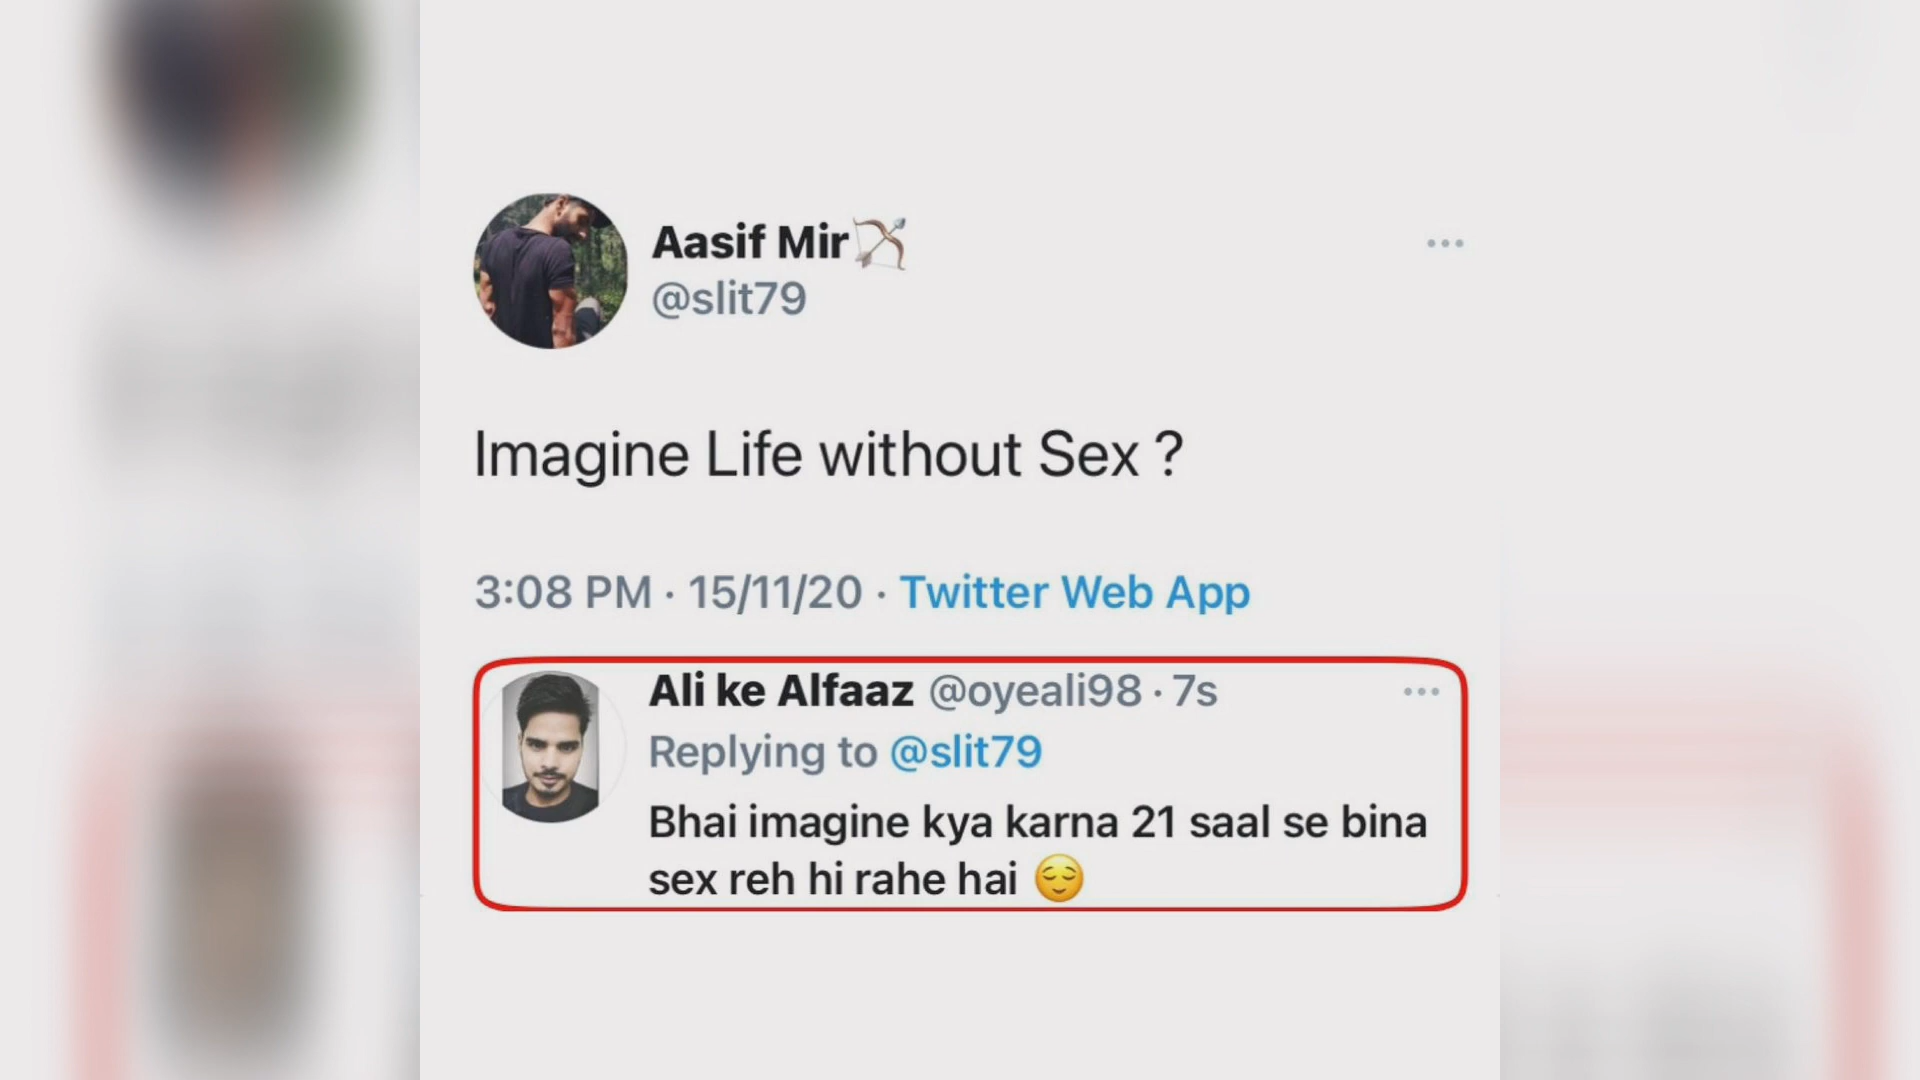 Aasif Mir🏹
@slit79
Imagine Life without Sex ?
3:08 PM · 15/11/20 · Twitter Web App
Ali ke Alfaaz @oyeali98 · 7s
Replying to @slit79
Bhai imagine kya karna 21 saal se bina
sex reh hi rahe hai 😌